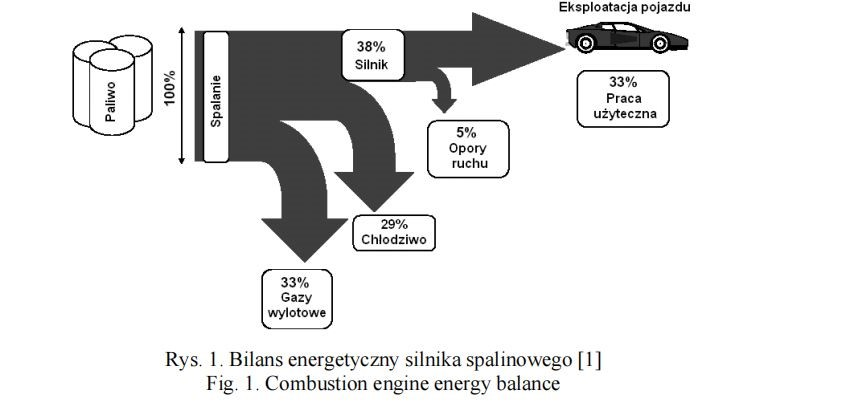 Eksploatacja pojazdu
Paliwo
100%
Spalanie
38%
Silnik
33%
Praca
użyteczna
5%
Opory
ruchu
29%
Chłodziwo
33%
Gazy
wylotowe
Rys. 1. Bilans energetyczny silnika spalinowego [1]
Fig. 1. Combustion engine energy balance